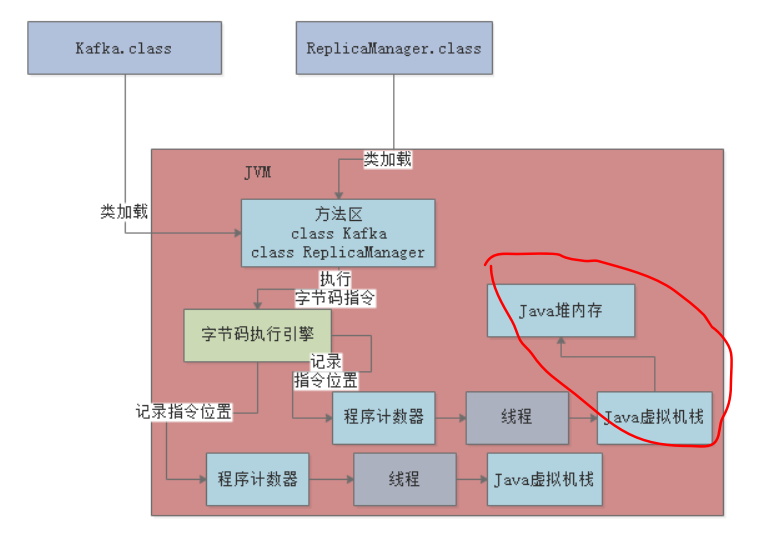 Kafka.class
ReplicaManager.class
JVM
类加载
类加载
方法区
class Kafka
class ReplicaManager
执行
字节码指令
Java堆内存
字节码执行引擎
记录
指令位置
记录指令位置
程序计数器
线程
Java虚拟机栈
程序计数器
线程
Java虚拟机栈